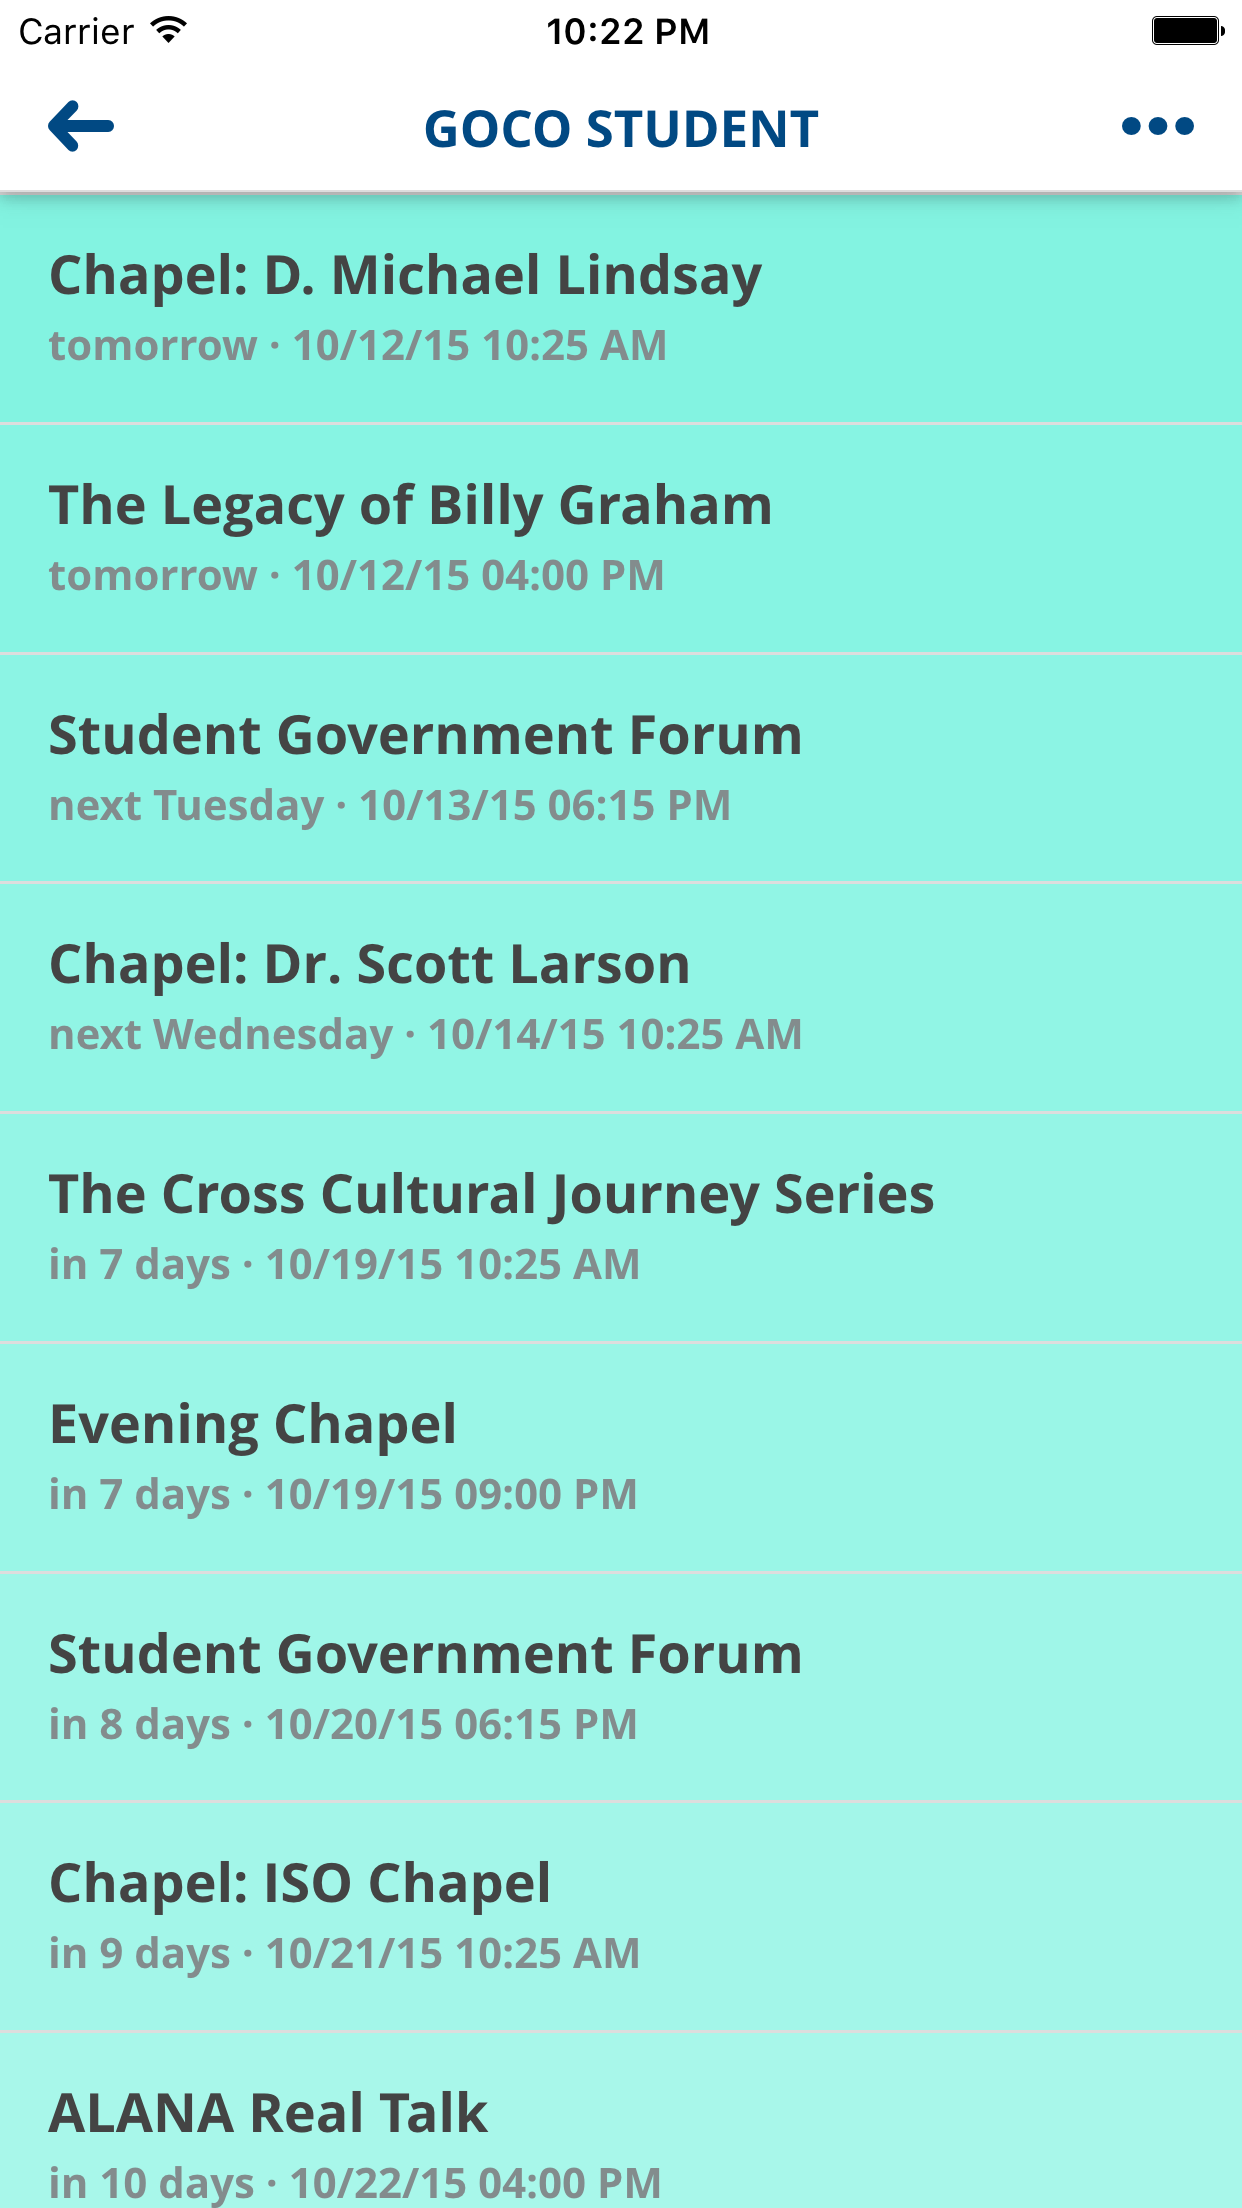 Carrier 10:22 PM
GOCO STUDENT
Chapel: D. Michael Lindsay
tomorrow · 10/12/15 10:25 AM
The Legacy of Billy Graham
tomorrow · 10/12/15 04:00 PM
Student Government Forum
next Tuesday · 10/13/15 06:15 PM
Chapel: Dr. Scott Larson
next Wednesday · 10/14/15 10:25 AM
The Cross Cultural Journey Series
in 7 days · 10/19/15 10:25 AM
Evening Chapel
in 7 days · 10/19/15 09:00 PM
Student Government Forum
in 8 days · 10/20/15 06:15 PM
Chapel: ISO Chapel
in 9 days · 10/21/15 10:25 AM
ALANA Real Talk
in 10 days · 10/22/15 04:00 PM